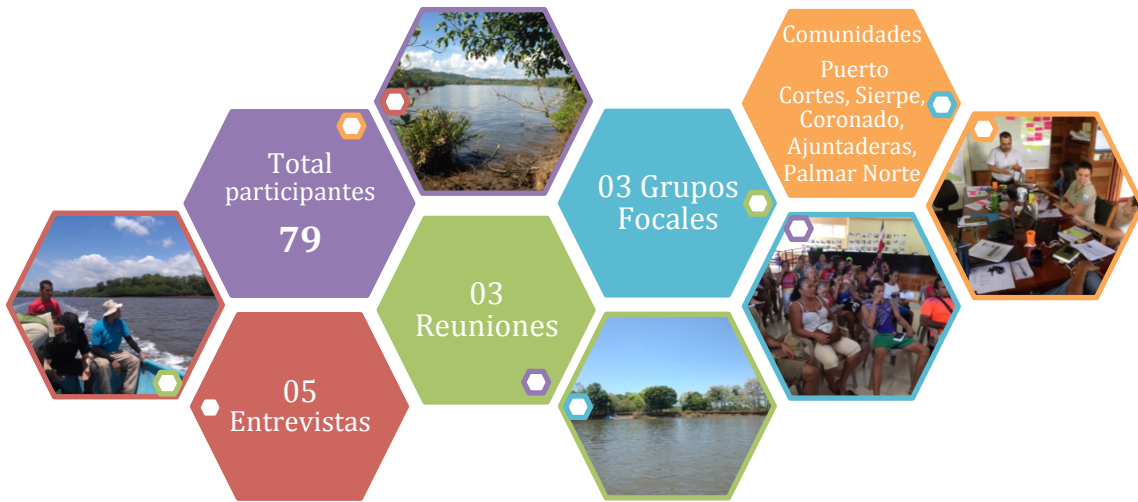 Total
participantes
79
05
Entrevistas
03
Reuniones
03 Grupos
Focales
Comunidades
Puerto
Cortes, Sierpe,
Coronado,
Ajuntaderas,
Palmar Norte